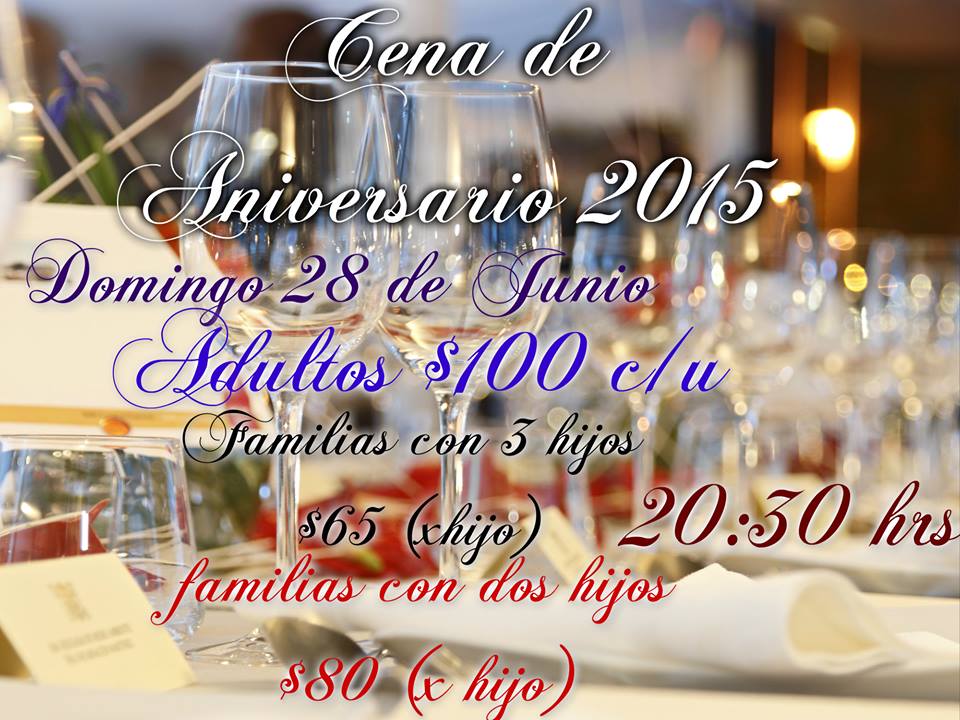 Cena de
Aniversario 2015
Domingo 28 de Junio
Adultos $100 c/u
Familias con 3 hijos
$65 (xhijo)
20:30 hrs
familias con dos hijos
$80 (x hijo)